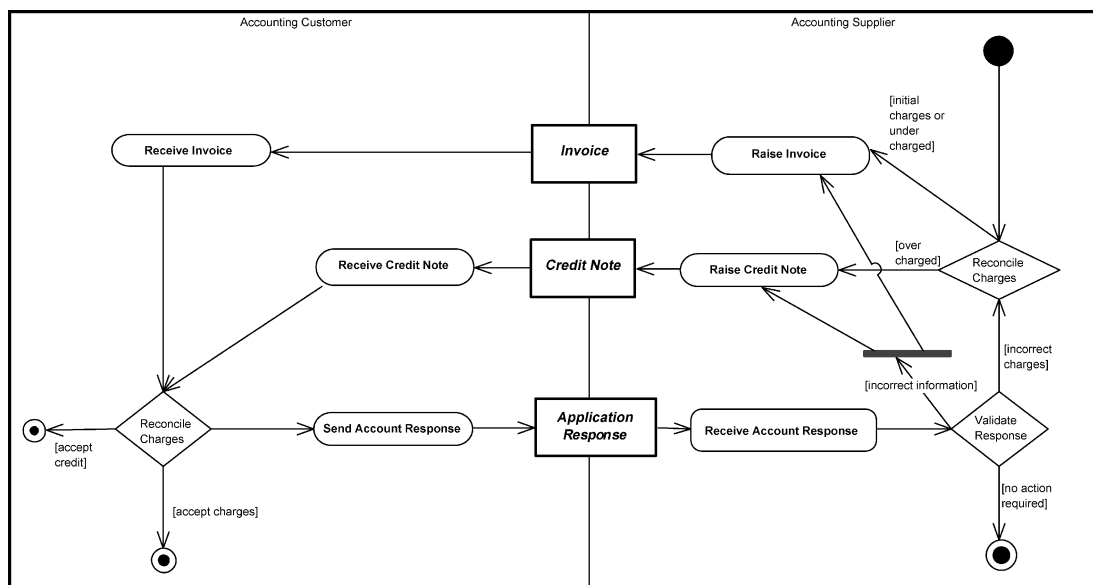 Accounting Customer
Accounting Supplier
[initial
charges or
under
charged]
Receive Invoice
Invoice
Raise Invoice
Receive Credit Note
Credit Note
Raise Credit Note
[over
charged]
Reconcile
Charges
[incorrect
charges]
[incorrect information]
Reconcile
Charges
[accept
credit]
Send Account Response
Application
Response
Receive Account Response
Validate
Response
[accept charges]
[no action
required]